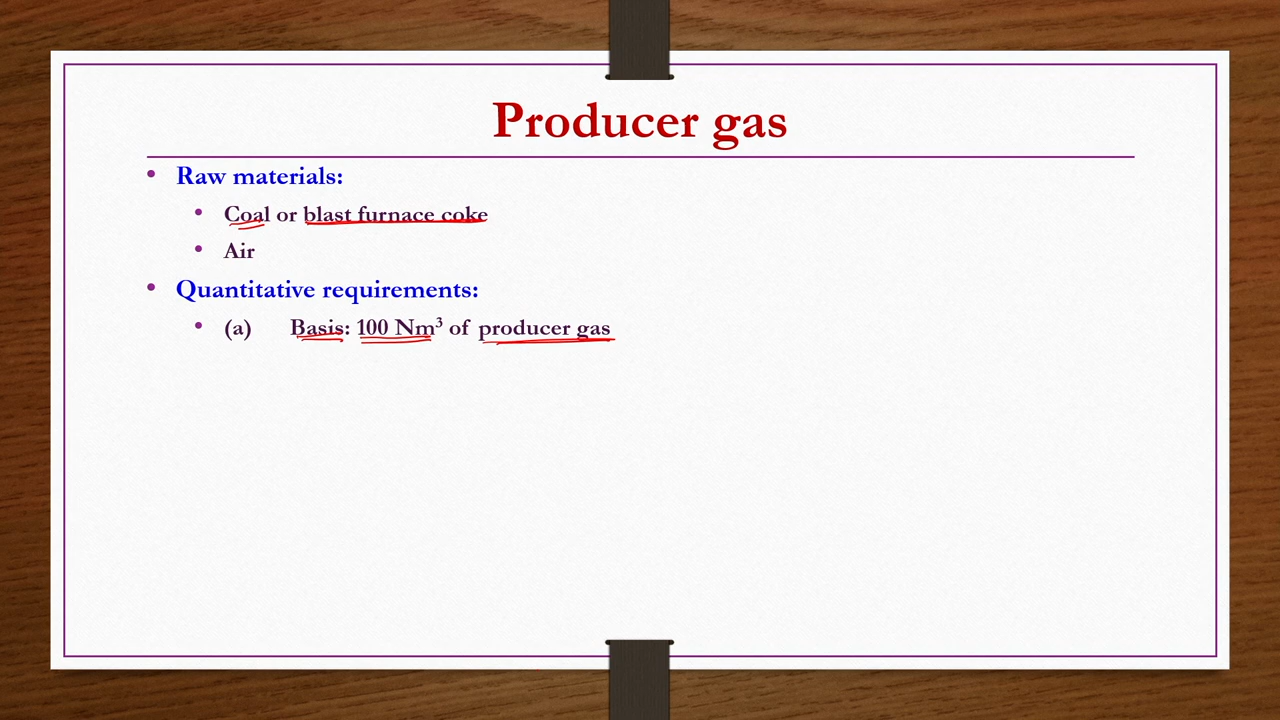 Producer gas
• Raw materials:
• Coal or blast furnace coke
• Air
• Quantitative requirements:
• (a) Basis: 100 Nm³ of producer gas